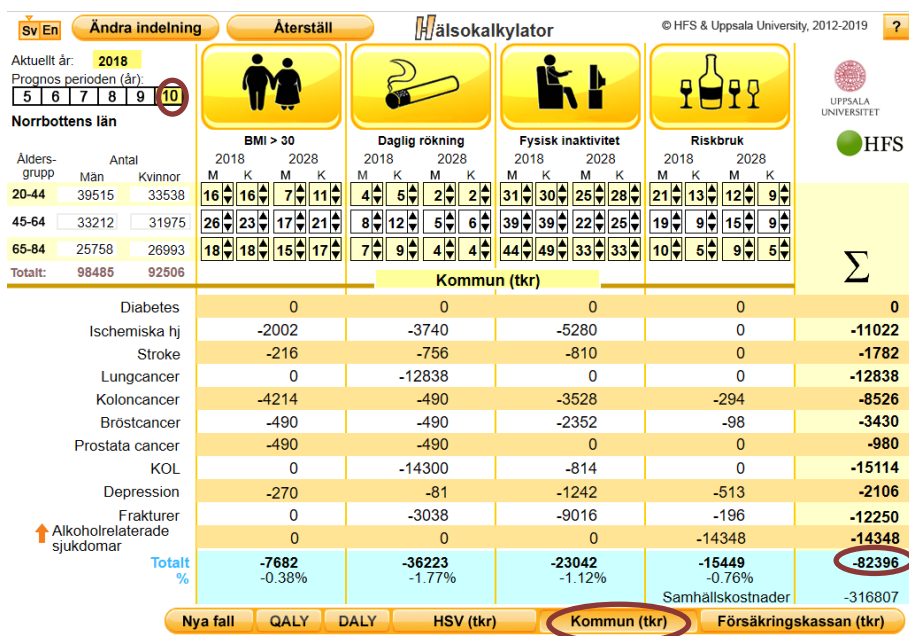 Sv En Ändra indelning Återställ Hälsokalkylator © HFS & Uppsala University, 2012-2019 ?
Aktuellt år: 2018
Prognos perioden (år):
5 6 7 8 9 10
Norrbottens län
UPPSALA
UNIVERSITET
HFS
BMI > 30 Daglig rökning Fysisk inaktivitet Riskbruk
Ålders- Antal 2018 2028 2018 2028 2018 2028 2018 2028
grupp Män Kvinnor M K M K M K M K M K M K M K M K
20-44 39515 33538 16 16 7 11 4 5 2 2 31 30 25 28 21 13 12 9
45-64 33212 31975 26 23 17 21 8 12 5 6 39 39 22 25 19 9 15 9
65-84 25758 26993 18 18 15 17 7 9 4 4 44 49 33 33 10 5 9 5
Totalt: 98485 92506
Kommun (tkr) Σ
Diabetes 0 0 0 0 0
Ischemiska hj -2002 -3740 -5280 0 -11022
Stroke -216 -756 -810 0 -1782
Lungcancer 0 -12838 0 0 -12838
Koloncancer -4214 -490 -3528 -294 -8526
Bröstcancer -490 -490 -2352 -98 -3430
Prostata cancer -490 -490 0 0 -980
KOL 0 -14300 -814 0 -15114
Depression -270 -81 -1242 -513 -2106
Frakturer 0 -3038 -9016 -196 -12250
Alkoholrelaterade
sjukdomar 0 0 0 -14348 -14348
Totalt -7682 -36223 -23042 -15449 -82396
% -0.38% -1.77% -1.12% -0.76%
Samhällskostnader -316807
Nya fall QALY DALY HSV (tkr) Kommun (tkr) Försäkringskassan (tkr)